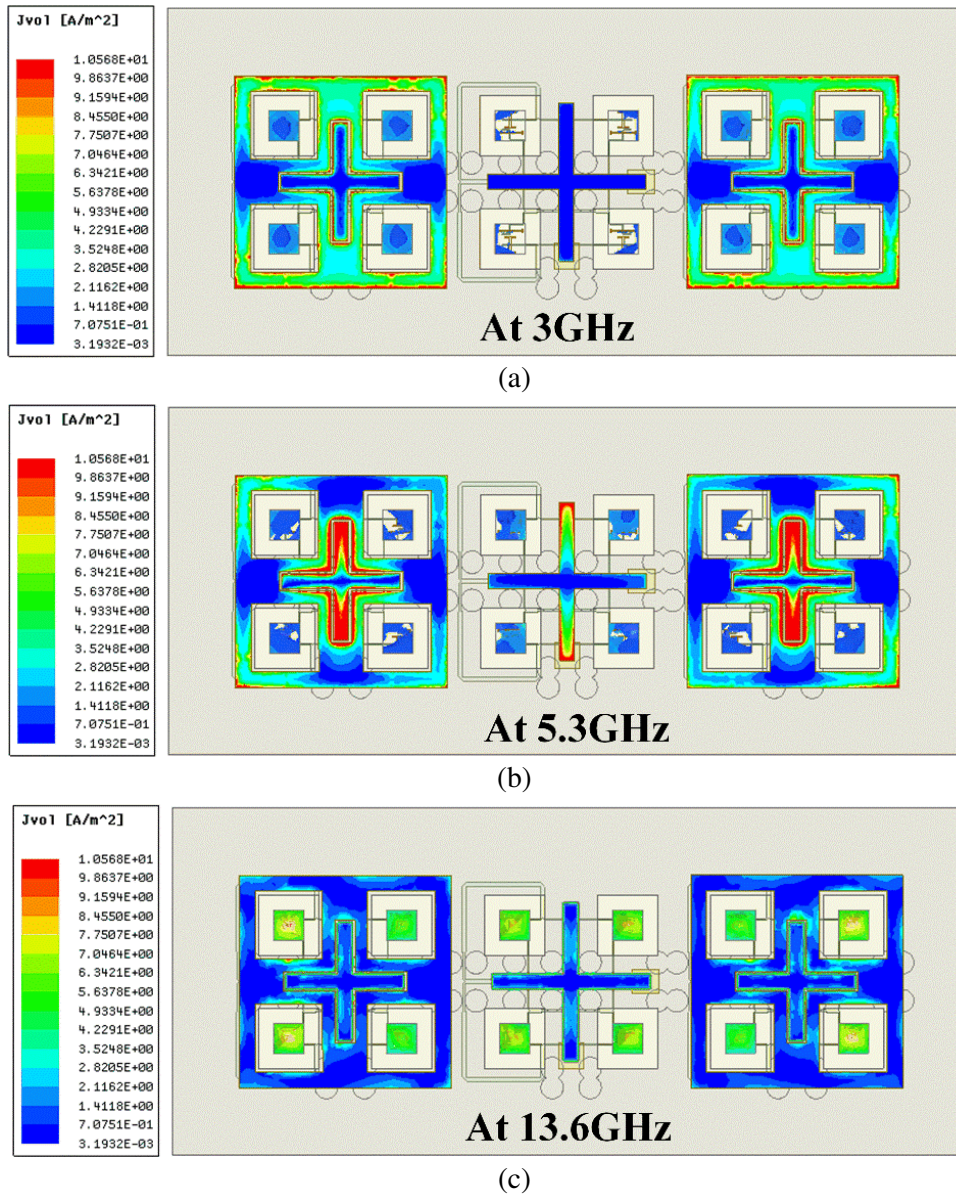 Jvol [A/m^2]
1.0568E+01
9.8637E+00
9.1594E+00
8.4550E+00
7.7507E+00
7.0464E+00
6.3421E+00
5.6378E+00
4.9334E+00
4.2291E+00
3.5248E+00
2.8205E+00
2.1162E+00
1.4118E+00
7.0751E-01
3.1932E-03
At 3GHz
(a)
Jvol [A/m^2]
1.0568E+01
9.8637E+00
9.1594E+00
8.4550E+00
7.7507E+00
7.0464E+00
6.3421E+00
5.6378E+00
4.9334E+00
4.2291E+00
3.5248E+00
2.8205E+00
2.1162E+00
1.4118E+00
7.0751E-01
3.1932E-03
At 5.3GHz
(b)
Jvol [A/m^2]
1.0568E+01
9.8637E+00
9.1594E+00
8.4550E+00
7.7507E+00
7.0464E+00
6.3421E+00
5.6378E+00
4.9334E+00
4.2291E+00
3.5248E+00
2.8205E+00
2.1162E+00
1.4118E+00
7.0751E-01
3.1932E-03
At 13.6GHz
(c)